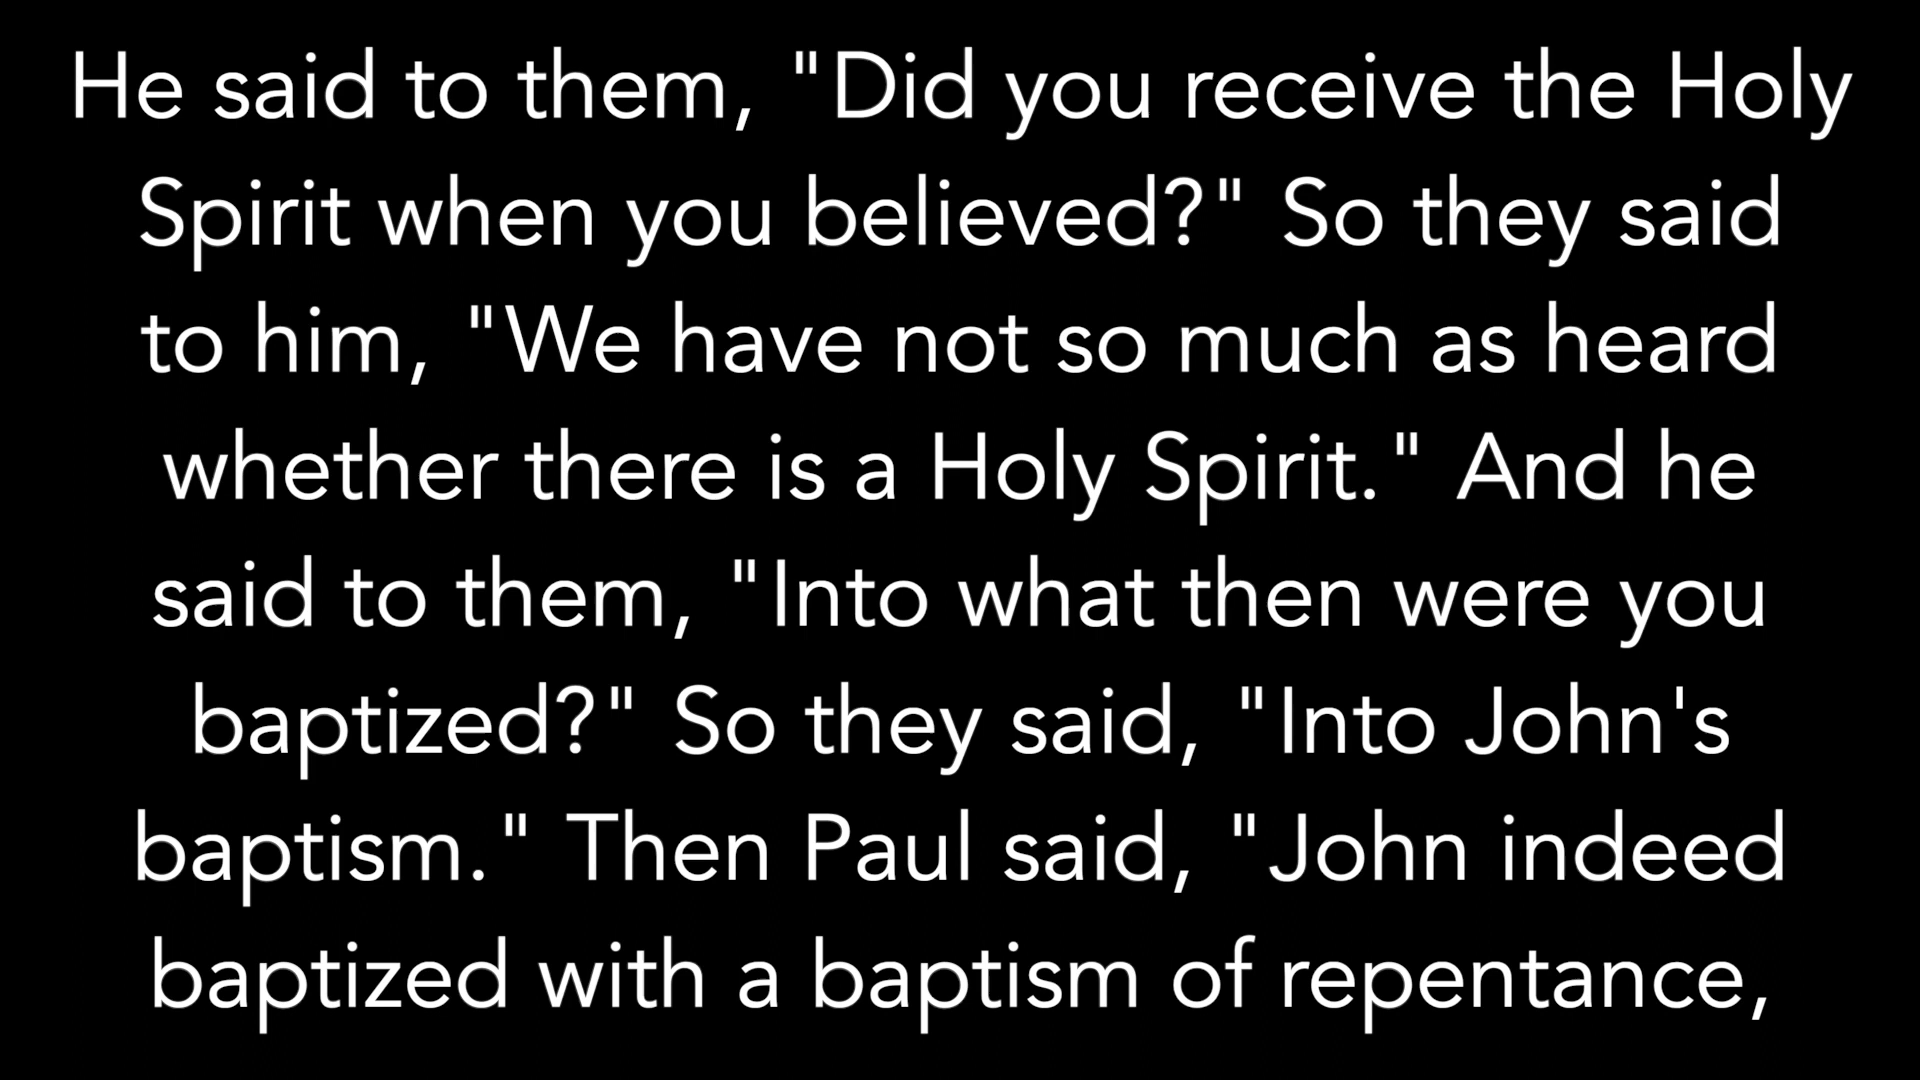 He said to them, "Did you receive the Holy
Spirit when you believed?" So they said
to him, "We have not so much as heard
whether there is a Holy Spirit." And he
said to them, "Into what then were you
baptized?" So they said, "Into John's
baptism." Then Paul said, "John indeed
baptized with a baptism of repentance,